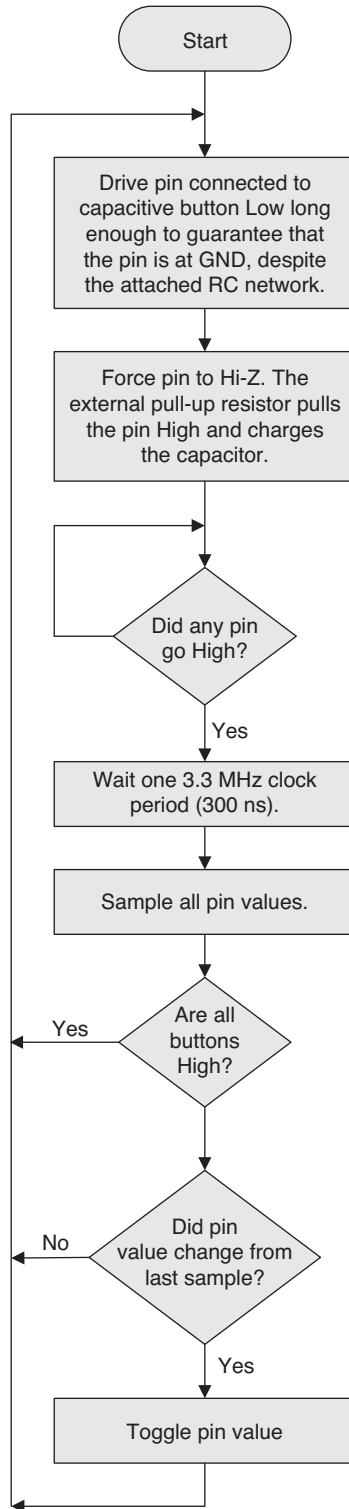 Start
Drive pin connected to
capacitive button Low long
enough to guarantee that
the pin is at GND, despite
the attached RC network.
Force pin to Hi-Z. The
external pull-up resistor pulls
the pin High and charges
the capacitor.
Did any pin
go High?
Yes
Wait one 3.3 MHz clock
period (300 ns).
Sample all pin values.
Are all
buttons
High?
Yes
Did pin
value change from
last sample?
No
Yes
Toggle pin value